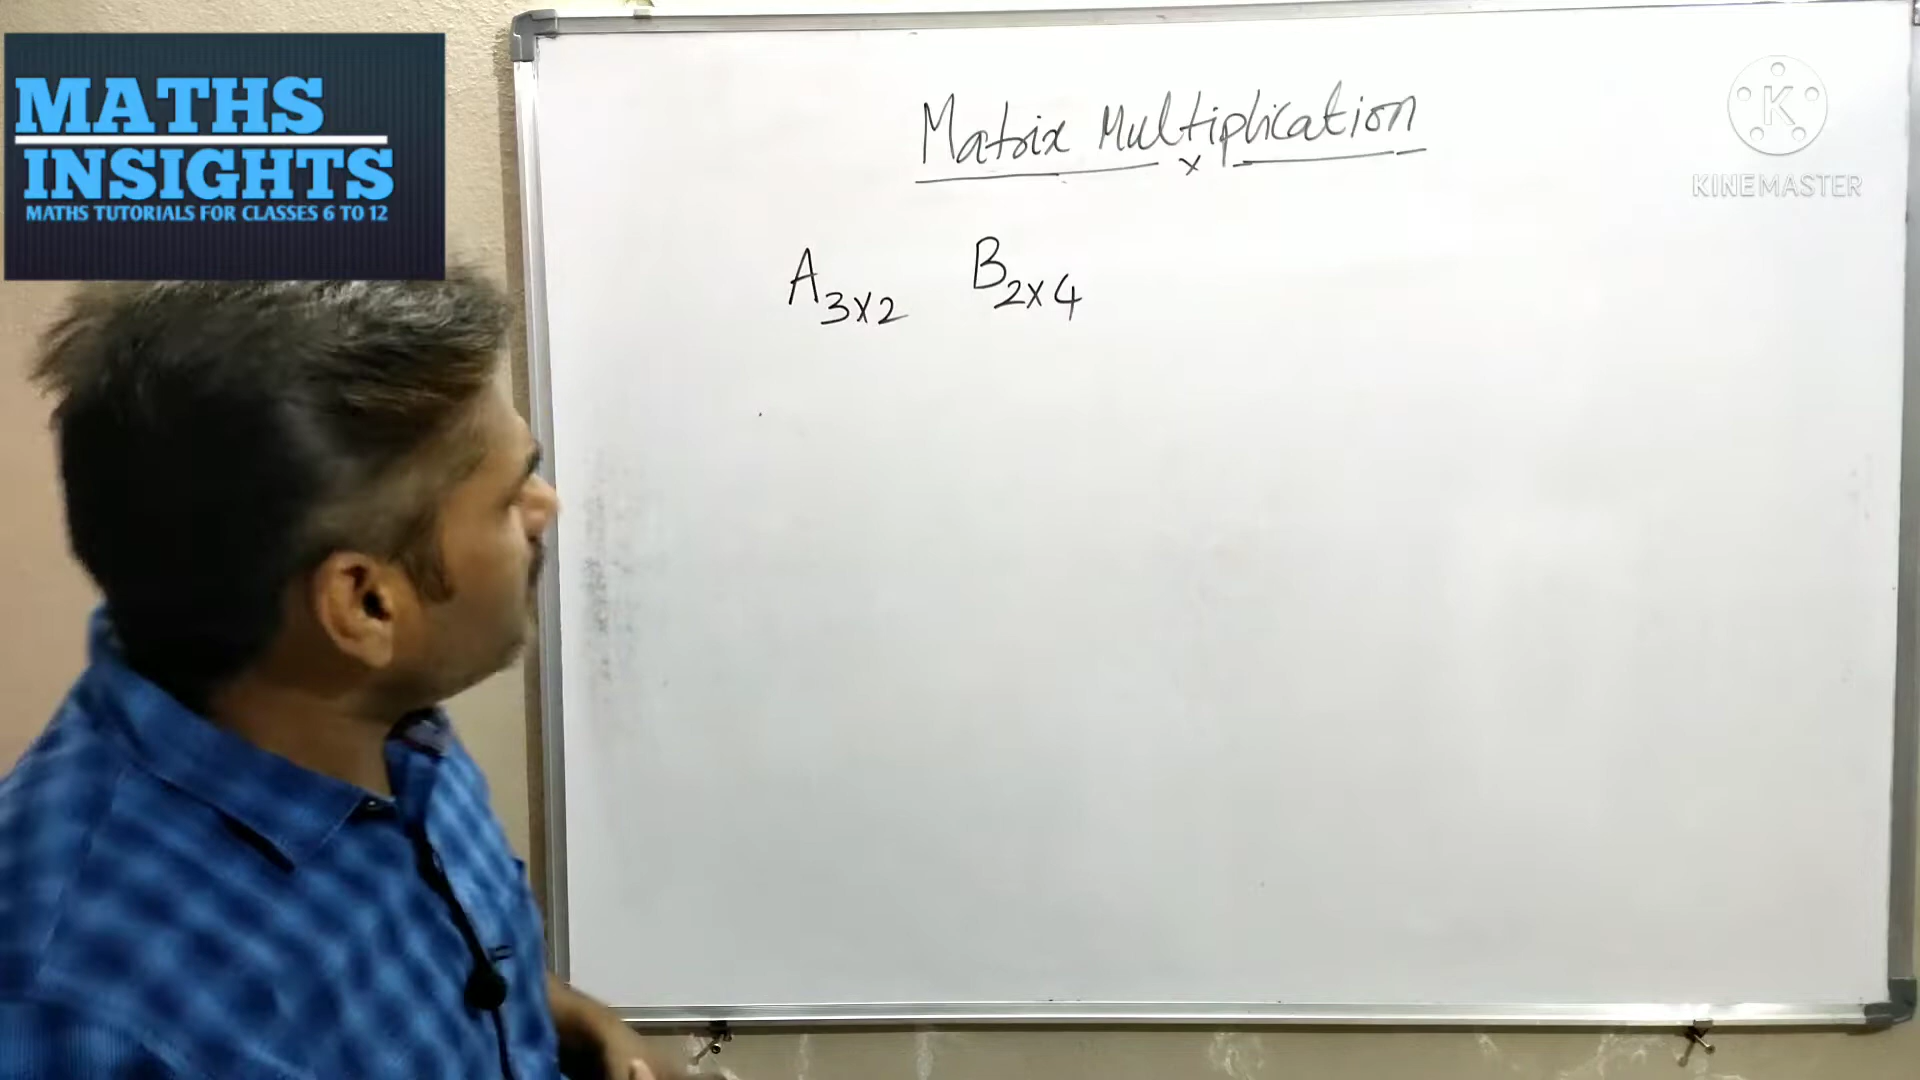 MATHS
INSIGHTS
MATHS TUTORIALS FOR CLASSES 6 TO 12
Matrix Multiplication
x
K
KINEMASTER
A3x2 B2x4